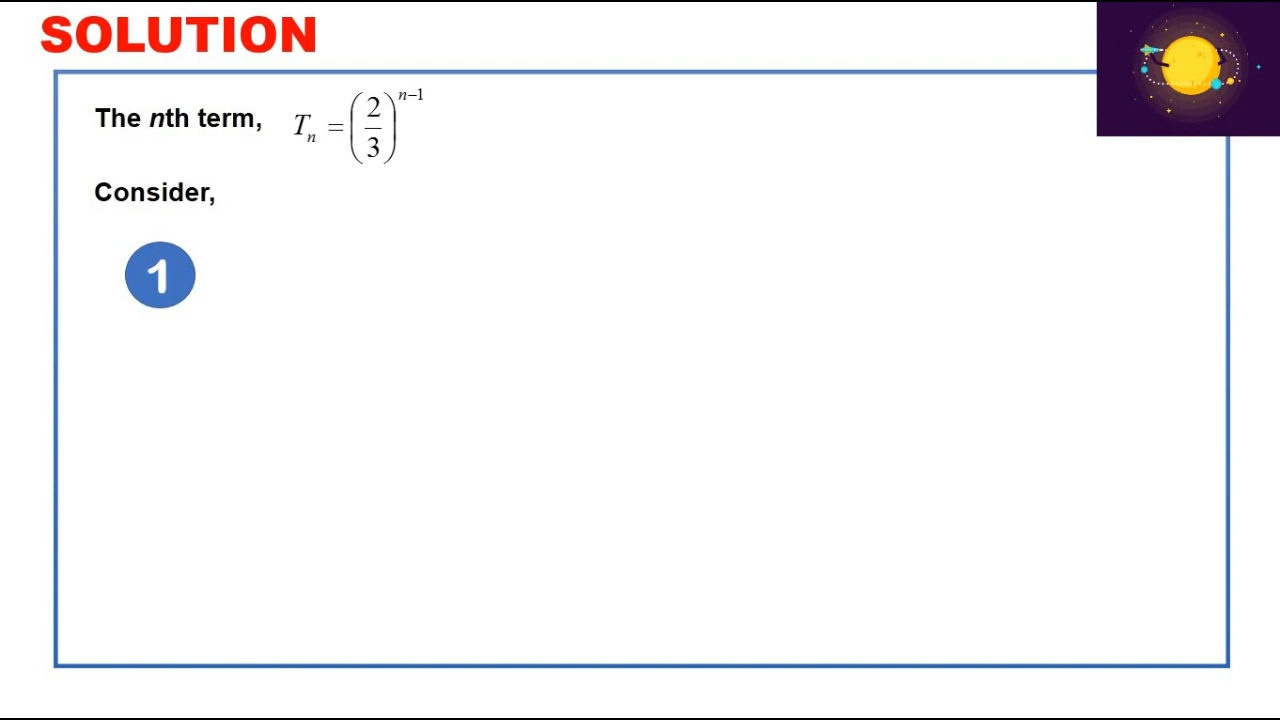 SOLUTION
The nth term, Tₙ = (2/3)ⁿ⁻¹
Consider,
1